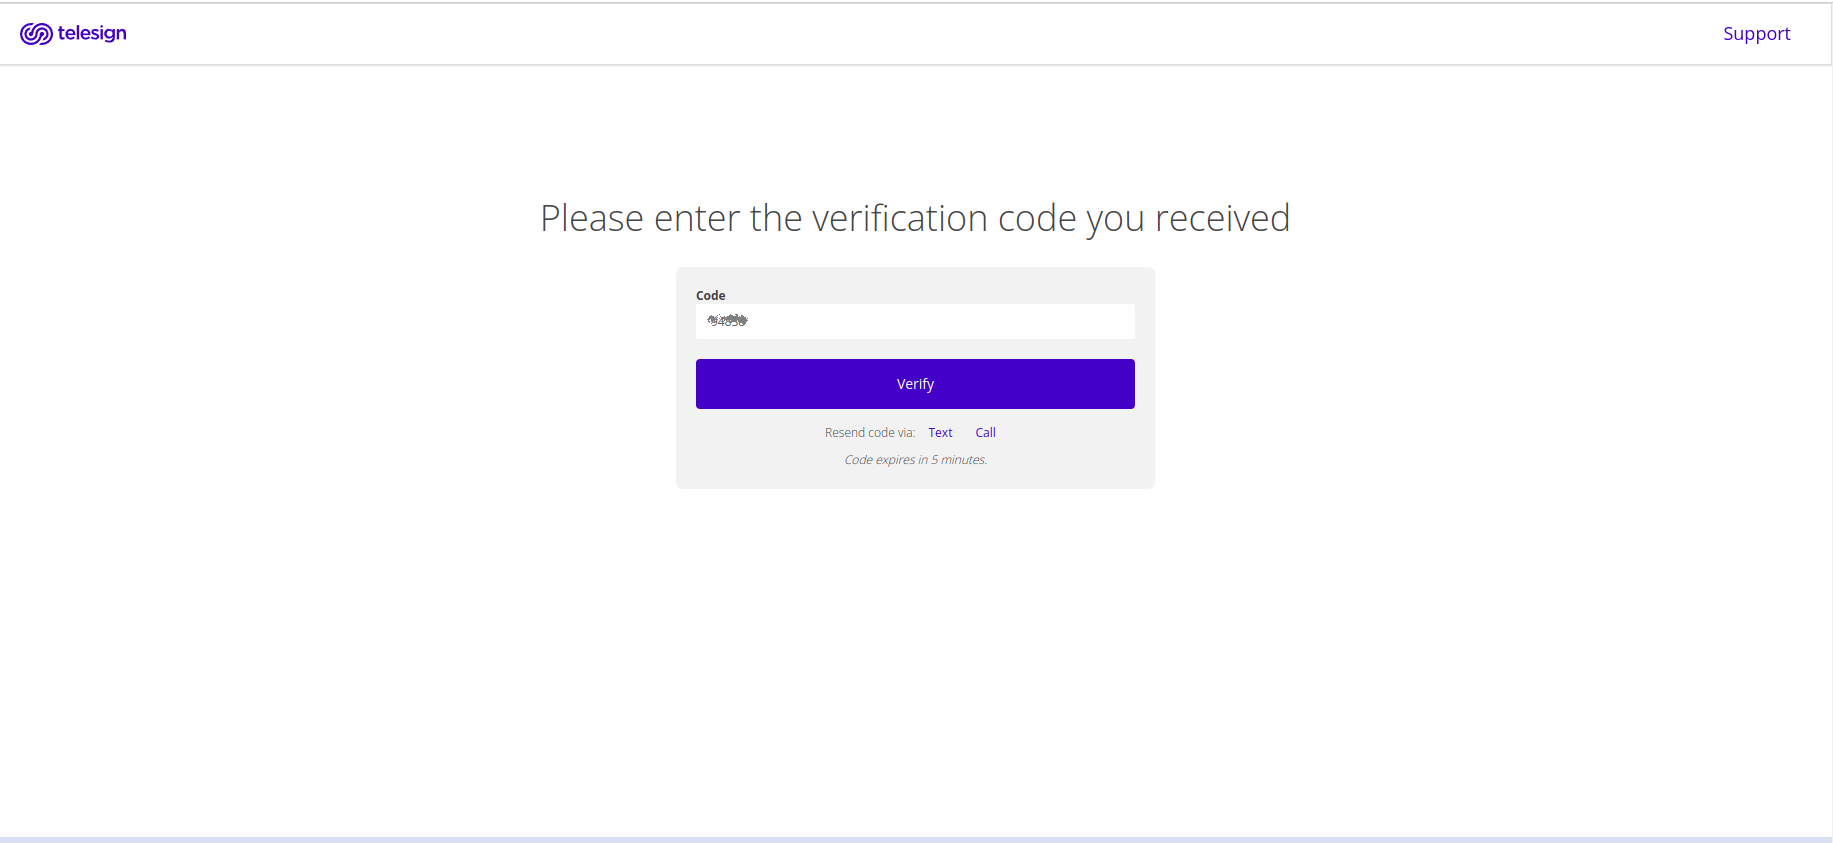 telesign
Support
Please enter the verification code you received
Code
Verify
Resend code via: Text Call
Code expires in 5 minutes.